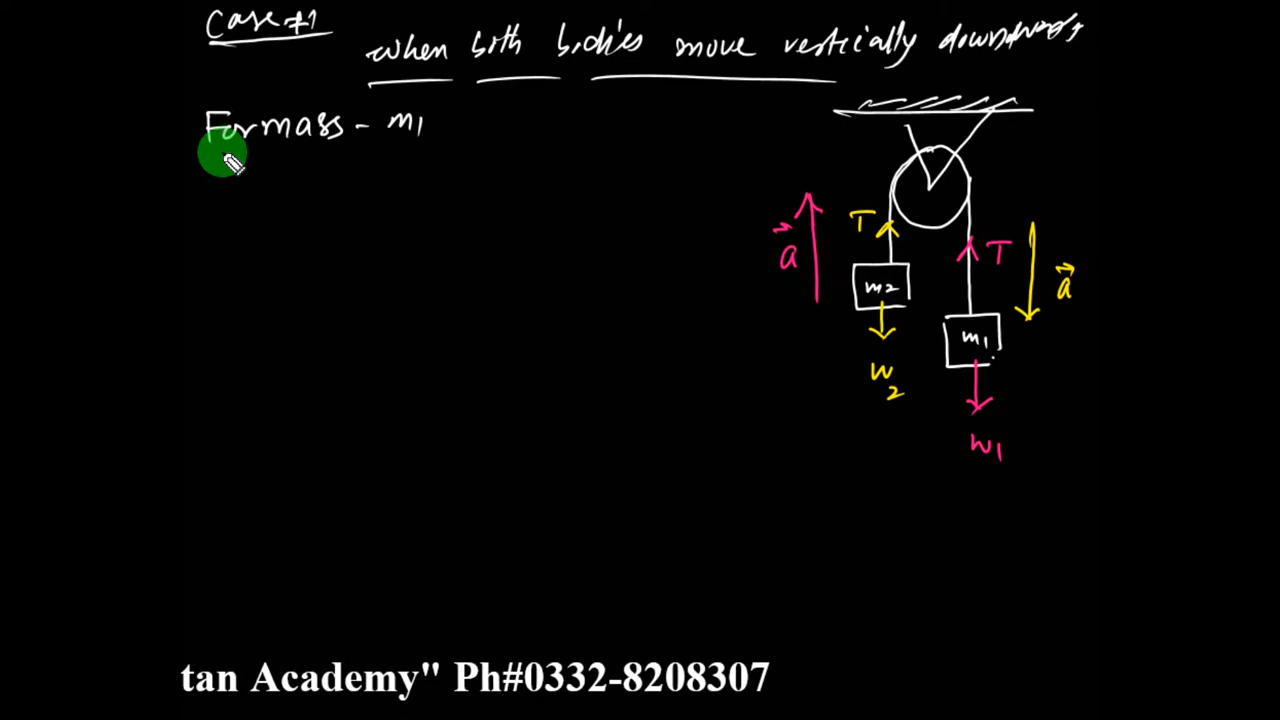 Case #1
when both bodies move vertically downwards
For mass - m1
T
T
a
a
m2
m1
W2
W1
tan Academy" Ph#0332-8208307